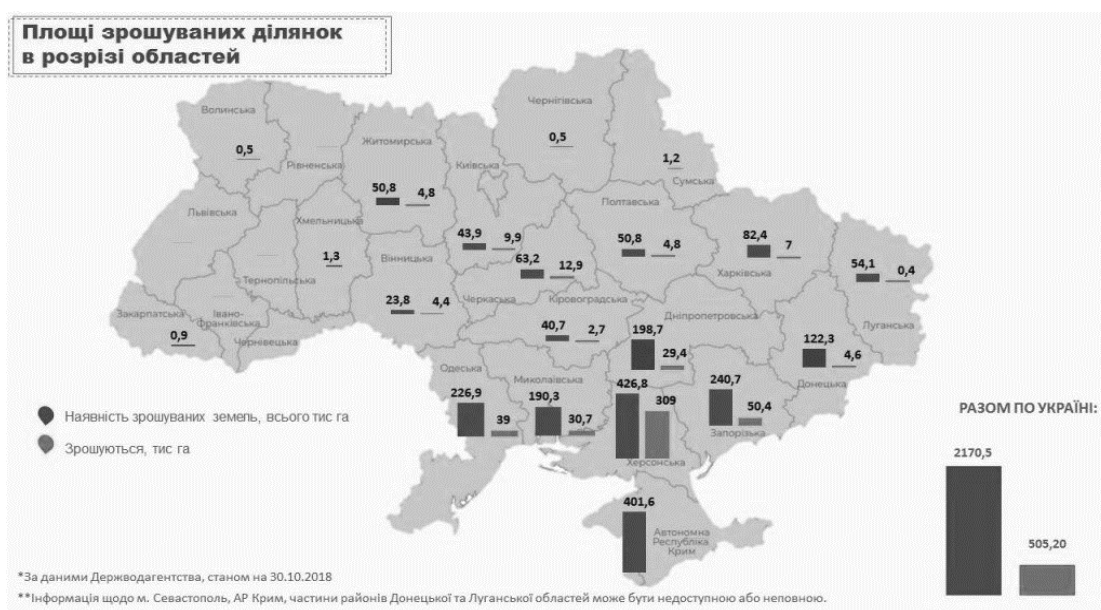 Площі зрошуваних ділянок
в розрізі областей
Волинська
0,5
Рівненська
Житомирська
50,8 4,8
Київська
43,9 9,9
Чернігівська
0,5
1,2
Сумська
Львівська
Хмельницька
1,3
Тернопільська
Вінницька
23,8 4,4
63,2 12,9
Черкаська
Полтавська
50,8 4,8
82,4 7
Харківська
54,1 0,4
Луганська
Закарпатська
0,9
Івано-
Франківська
Чернівецька
Кіровоградська
40,7 2,7
Дніпропетровська
198,7 29,4
122,3 4,6
Донецька
Одеська
226,9 39
Миколаївська
190,3 30,7
426,8 309
Херсонська
240,7 50,4
Запорізька
401,6
Автономна
Республіка
Крим
Наявність зрошуваних земель, всього тис га
Зрошуються, тис га
РАЗОМ ПО УКРАЇНІ:
2170,5
505,20
*За даними Держводагентства, станом на 30.10.2018
**Інформація щодо м. Севастополь, АР Крим, частини районів Донецької та Луганської областей може бути недоступною або неповною.